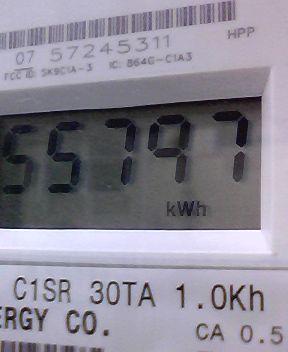 07 57245311 HPP
FCC ID: SK9C1A-3 IC: 864G-C1A3
55797
kWh
C1SR 30TA 1.0Kh
ERGY CO. CA 0.5